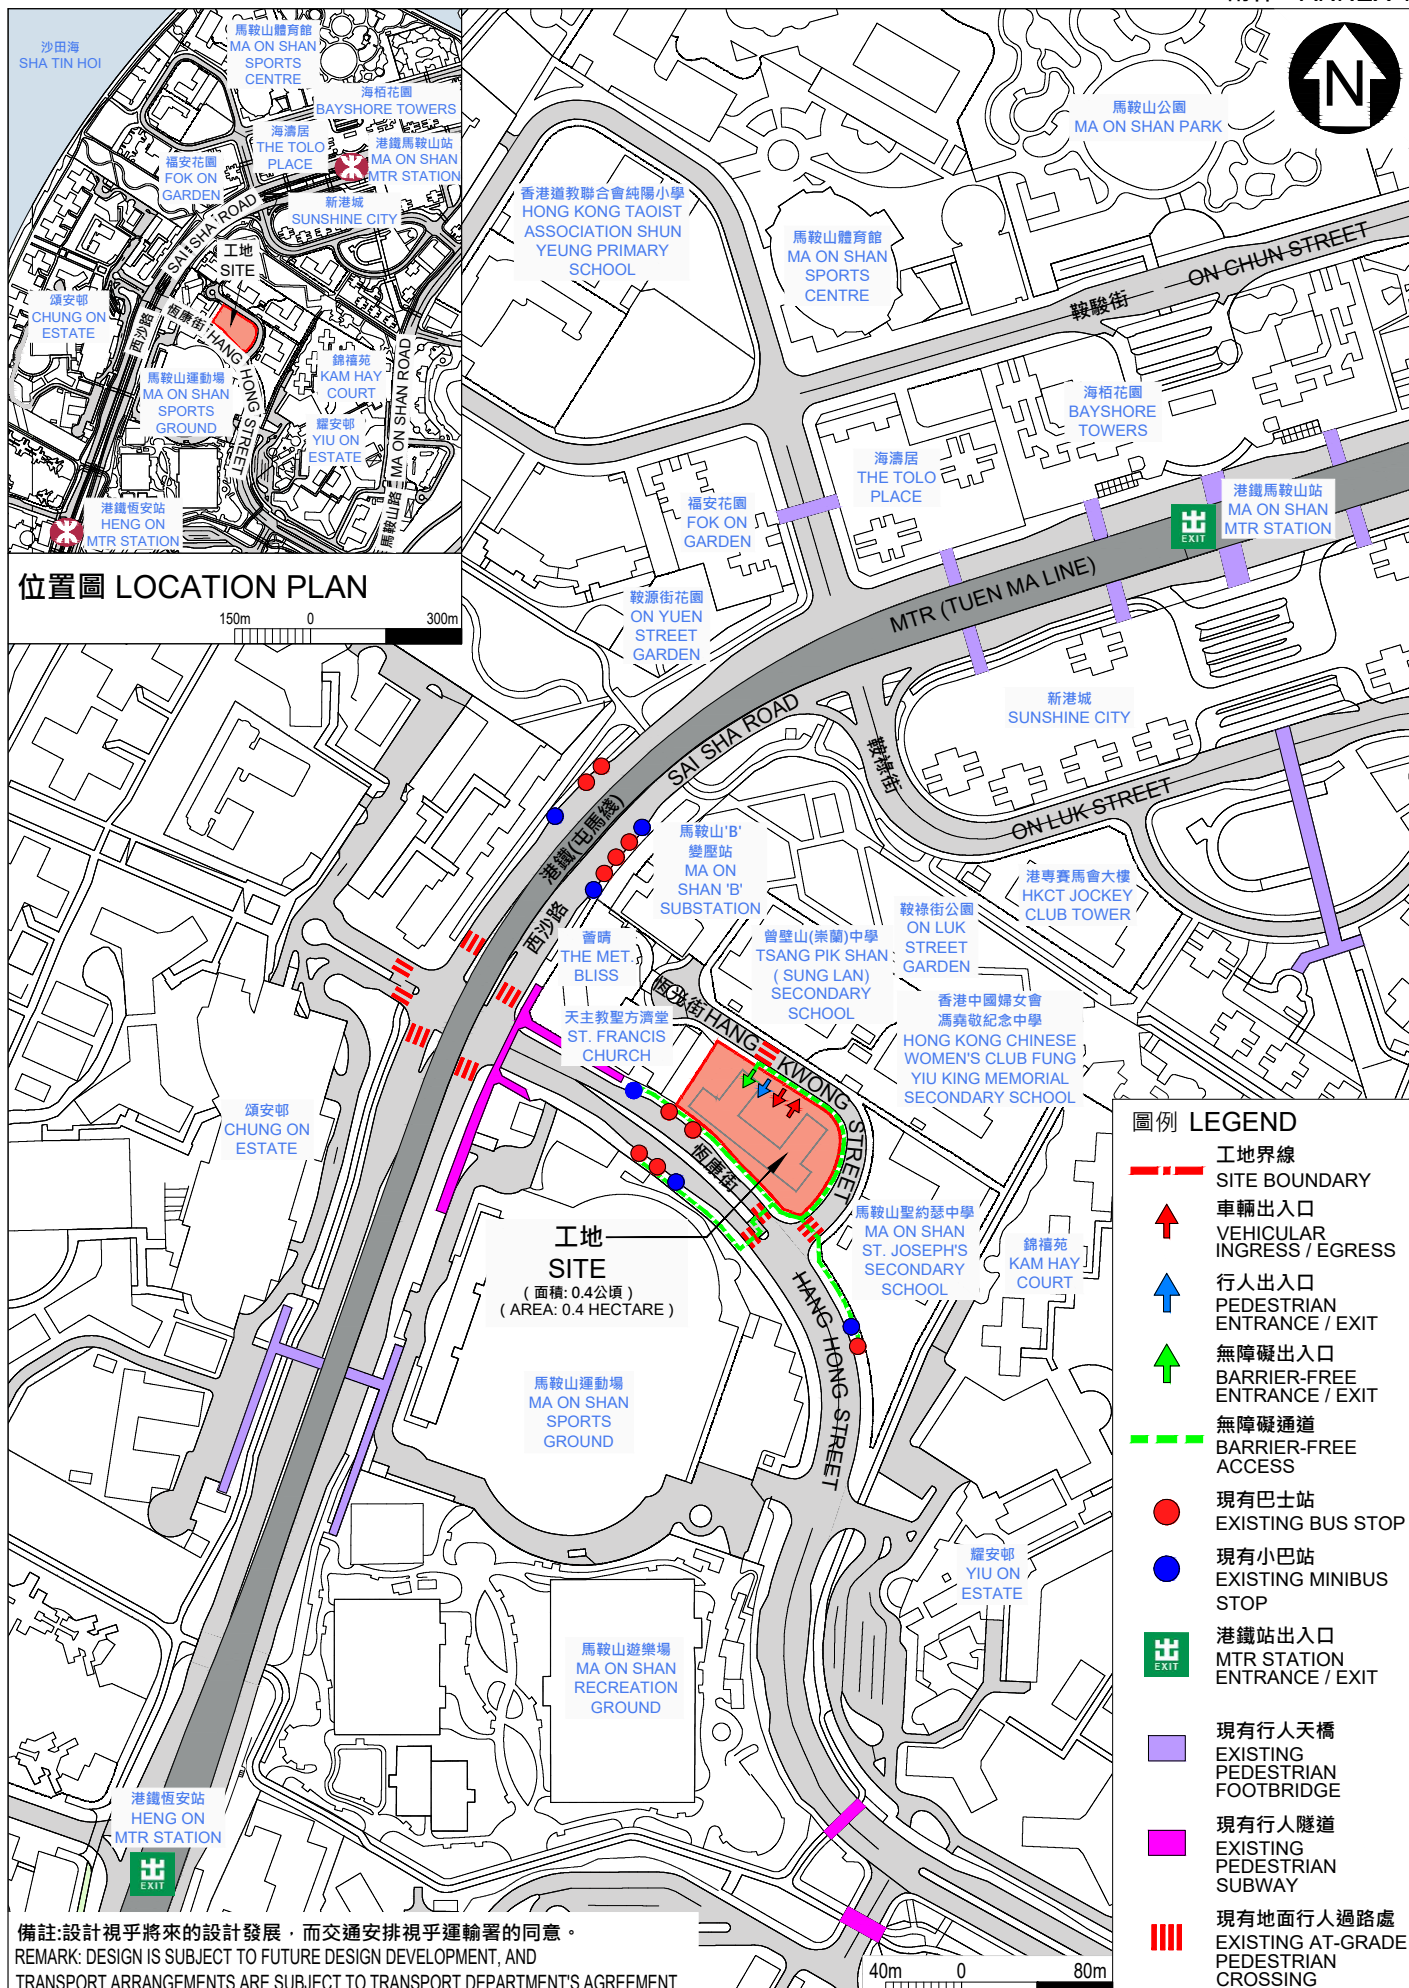 沙田海
SHA TIN HOI
馬鞍山體育館
MA ON SHAN
SPORTS
CENTRE
海栢花園
BAYSHORE TOWERS
海濤居
THE TOLO
PLACE
港鐵馬鞍山站
MA ON SHAN
MTR STATION
福安花園
FOK ON
GARDEN
新港城
SUNSHINE CITY
SAI SHA ROAD
工地
SITE
頌安邨
CHUNG ON
ESTATE
西沙路
恆康街 HANG HONG STREET
馬鞍山運動場
MA ON SHAN
SPORTS
GROUND
錦禧苑
KAM HAY
COURT
耀安邨
YIU ON
ESTATE
馬鞍山路 MA ON SHAN ROAD
港鐵恆安站
HENG ON
MTR STATION
位置圖 LOCATION PLAN
150m 0 300m
N
馬鞍山公園
MA ON SHAN PARK
香港道教聯合會純陽小學
HONG KONG TAOIST
ASSOCIATION SHUN
YEUNG PRIMARY
SCHOOL
馬鞍山體育館
MA ON SHAN
SPORTS
CENTRE
鞍駿街 ON CHUN STREET
海栢花園
BAYSHORE
TOWERS
海濤居
THE TOLO
PLACE
福安花園
FOK ON
GARDEN
港鐵馬鞍山站
MA ON SHAN
MTR STATION
出
EXIT
鞍源街花園
ON YUEN
STREET
GARDEN
MTR (TUEN MA LINE)
港鐵(屯馬綫)
SAI SHA ROAD
西沙路
新港城
SUNSHINE CITY
鞍祿街
ON LUK STREET
馬鞍山'B'
變壓站
MA ON
SHAN 'B'
SUBSTATION
港專賽馬會大樓
HKCT JOCKEY
CLUB TOWER
薈晴
THE MET.
BLISS
曾璧山(崇蘭)中學
TSANG PIK SHAN
( SUNG LAN)
SECONDARY
SCHOOL
鞍祿街公園
ON LUK
STREET
GARDEN
天主教聖方濟堂
ST. FRANCIS
CHURCH
恆光街 HANG KWONG STREET
香港中國婦女會
馮堯敬紀念中學
HONG KONG CHINESE
WOMEN'S CLUB FUNG
YIU KING MEMORIAL
SECONDARY SCHOOL
頌安邨
CHUNG ON
ESTATE
恆康街
HANG HONG STREET
工地
SITE
( 面積: 0.4公頃 )
( AREA: 0.4 HECTARE )
馬鞍山聖約瑟中學
MA ON SHAN
ST. JOSEPH'S
SECONDARY
SCHOOL
錦禧苑
KAM HAY
COURT
馬鞍山運動場
MA ON SHAN
SPORTS
GROUND
耀安邨
YIU ON
ESTATE
馬鞍山遊樂場
MA ON SHAN
RECREATION
GROUND
港鐵恆安站
HENG ON
MTR STATION
出
EXIT
圖例 LEGEND
工地界線
SITE BOUNDARY
車輛出入口
VEHICULAR
INGRESS / EGRESS
行人出入口
PEDESTRIAN
ENTRANCE / EXIT
無障礙出入口
BARRIER-FREE
ENTRANCE / EXIT
無障礙通道
BARRIER-FREE
ACCESS
現有巴士站
EXISTING BUS STOP
現有小巴站
EXISTING MINIBUS
STOP
出
EXIT
港鐵站出入口
MTR STATION
ENTRANCE / EXIT
現有行人天橋
EXISTING
PEDESTRIAN
FOOTBRIDGE
現有行人隧道
EXISTING
PEDESTRIAN
SUBWAY
現有地面行人過路處
EXISTING AT-GRADE
PEDESTRIAN
CROSSING
備註:設計視乎將來的設計發展，而交通安排視乎運輸署的同意。
REMARK: DESIGN IS SUBJECT TO FUTURE DESIGN DEVELOPMENT, AND
TRANSPORT ARRANGEMENTS ARE SUBJECT TO TRANSPORT DEPARTMENT'S AGREEMENT
40m 0 80m